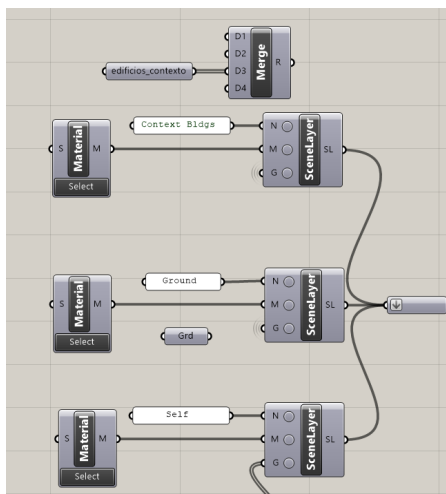 D1
D2
edificios_contexto
D3
Merge
R
D4
Context Bldgs
S
Material
M
Select
N
M
G
SceneLayer
SL
Ground
S
Material
M
Select
Grd
N
M
G
SceneLayer
SL
Self
S
Material
M
Select
N
M
G
SceneLayer
SL